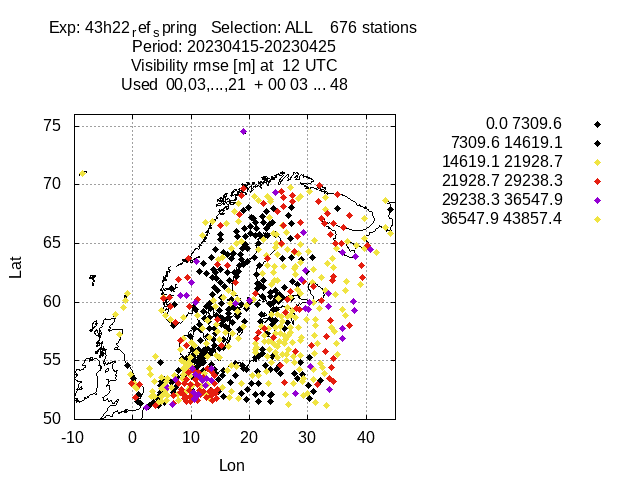 Exp: 43h22ref spring Selection: ALL 676 stations
Period: 20230415-20230425
Visibility rmse [m] at 12 UTC
Used 00,03,...,21 + 00 03 ... 48
0.0 7309.6
7309.6 14619.1
14619.1 21928.7
21928.7 29238.3
29238.3 36547.9
36547.9 43857.4
75
70
65
60
55
50
-10 0 10 20 30 40
Lat
Lon